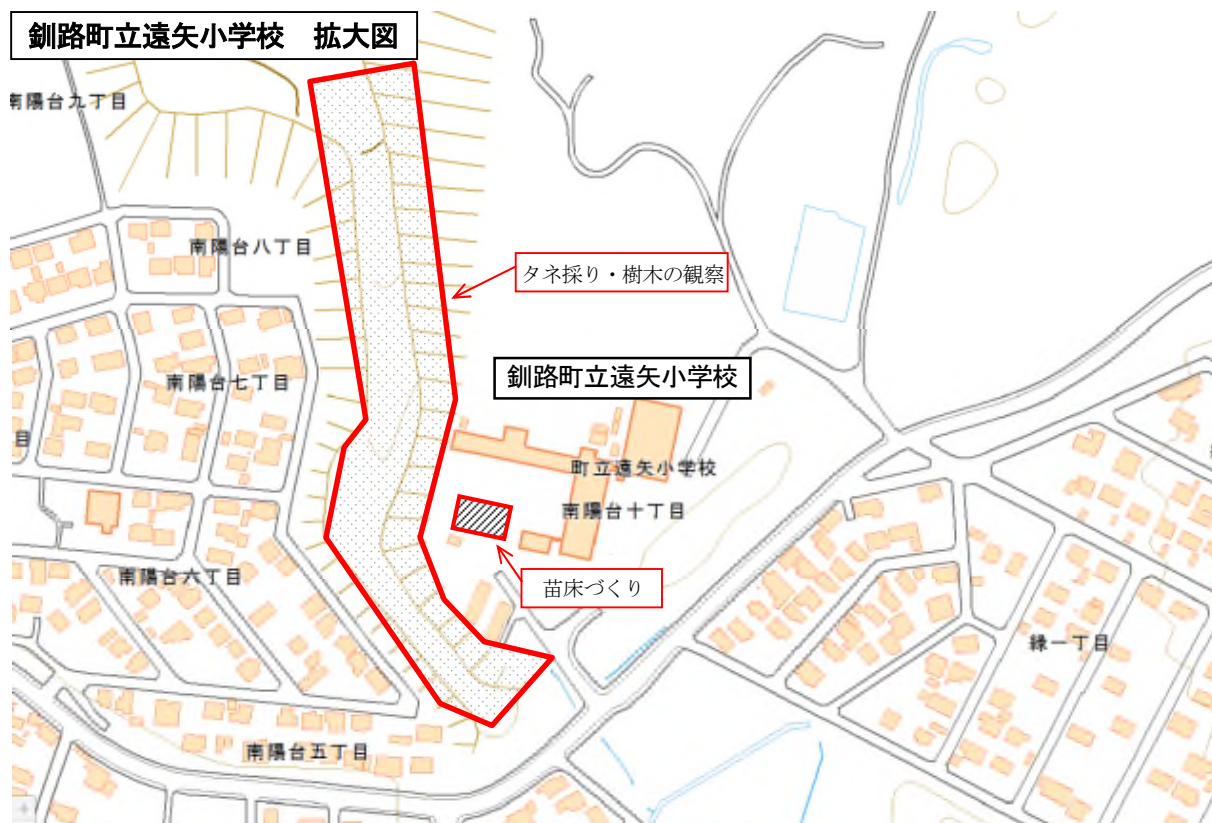 釧路町立遠矢小学校　拡大図
南陽台九丁目
南陽台八丁目
タネ採り・樹木の観察
釧路町立遠矢小学校
南陽台七丁目
目
町立遠矢小学校
南陽台十丁目
南陽台六丁目
苗床づくり
緑一丁目
南陽台五丁目